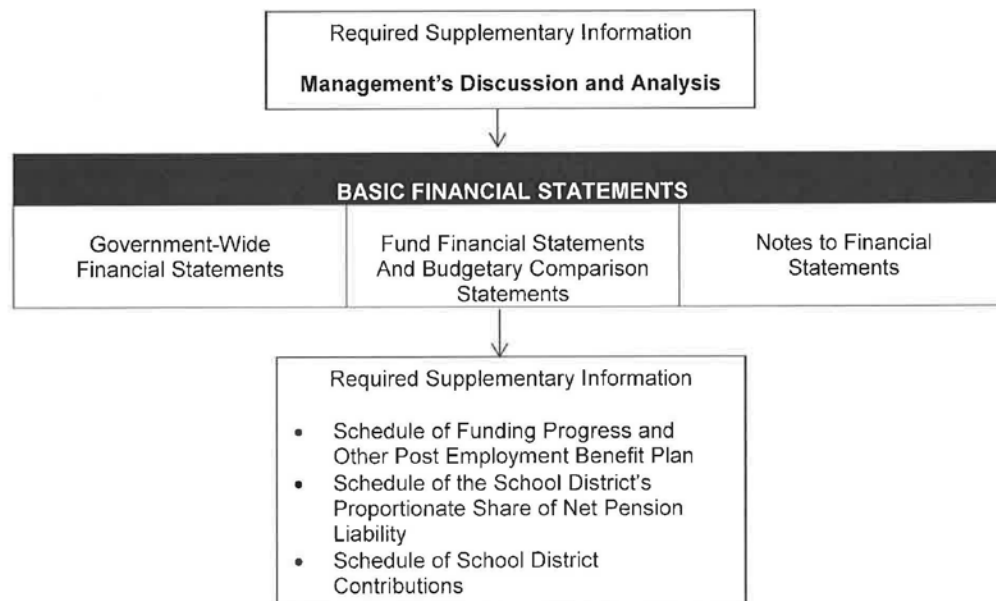 Required Supplementary Information
Management's Discussion and Analysis
BASIC FINANCIAL STATEMENTS
Government-Wide
Financial Statements
Fund Financial Statements
And Budgetary Comparison
Statements
Notes to Financial
Statements
Required Supplementary Information
• Schedule of Funding Progress and
Other Post Employment Benefit Plan
• Schedule of the School District's
Proportionate Share of Net Pension
Liability
• Schedule of School District
Contributions